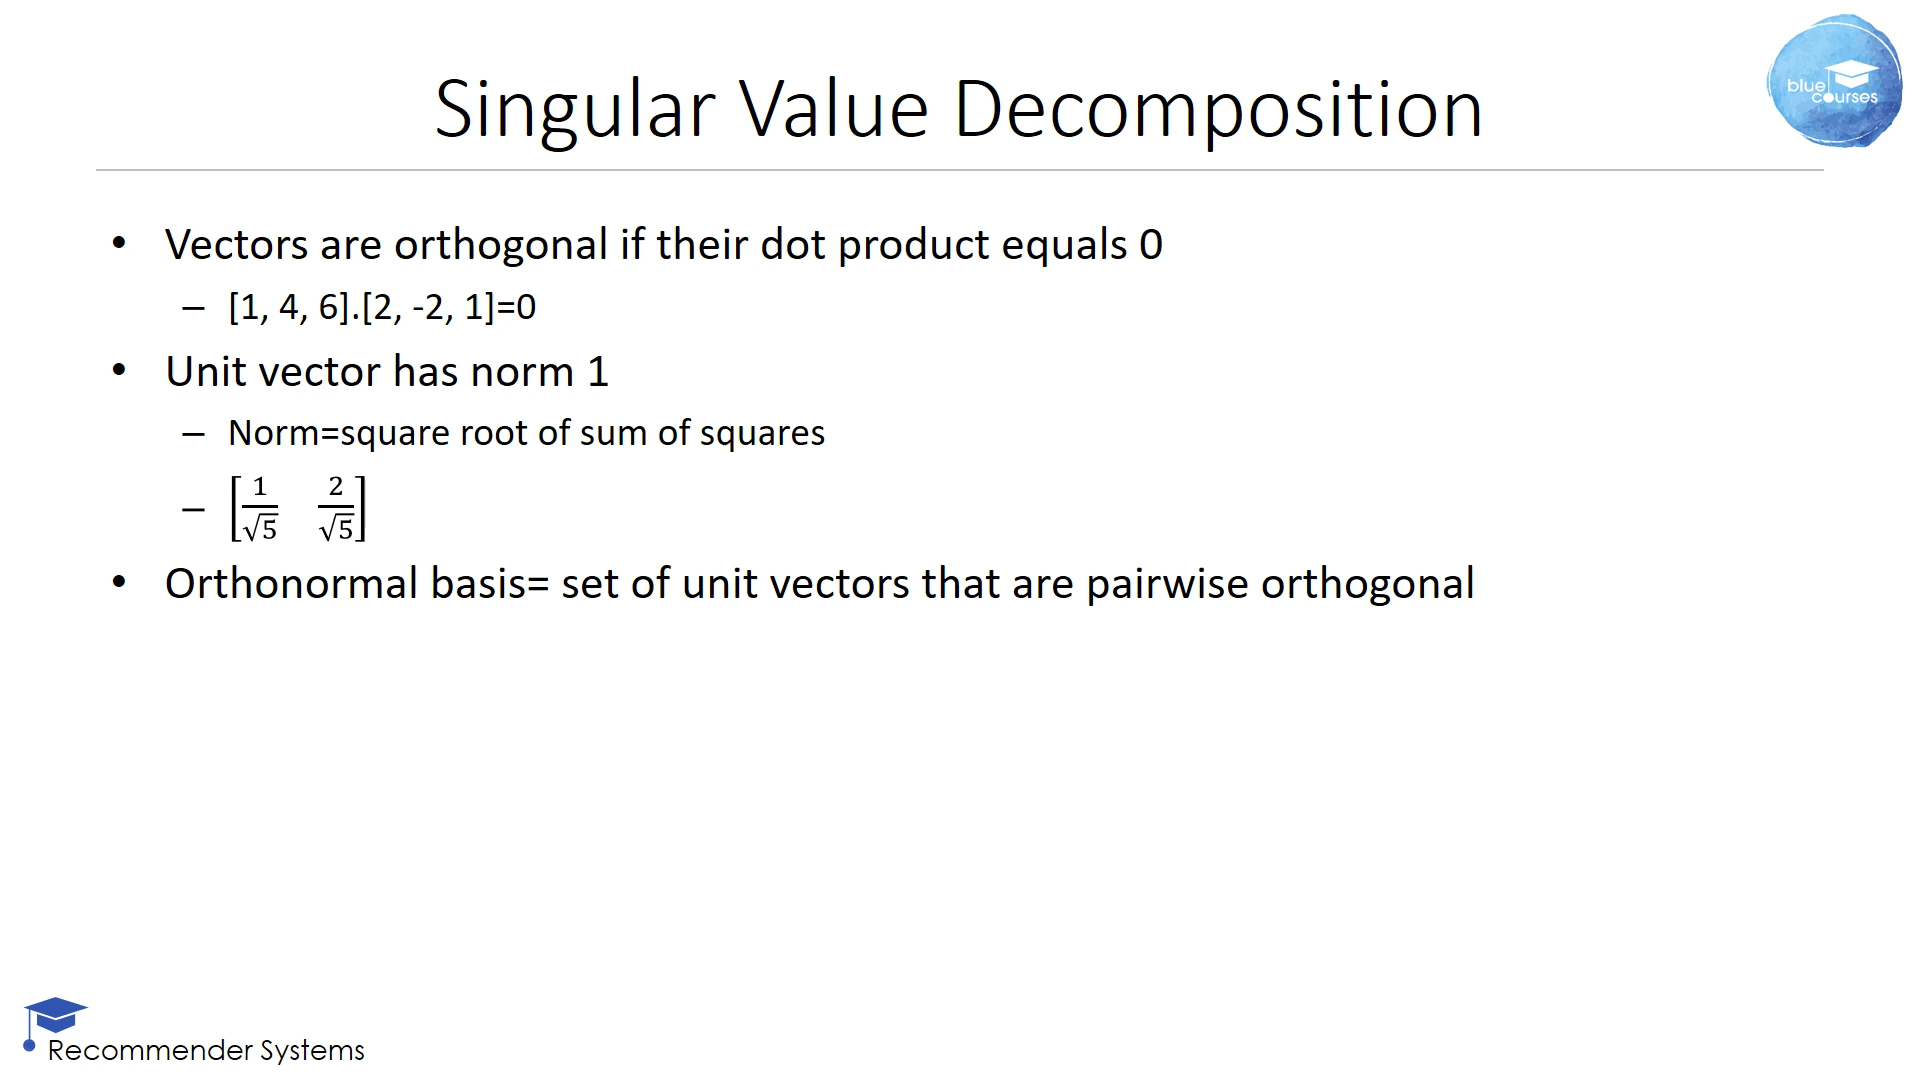 Singular Value Decomposition
blue
courses
• Vectors are orthogonal if their dot product equals 0
– [1, 4, 6].[2, -2, 1]=0
• Unit vector has norm 1
– Norm=square root of sum of squares
– [1/√5 2/√5]
• Orthonormal basis= set of unit vectors that are pairwise orthogonal
Recommender Systems